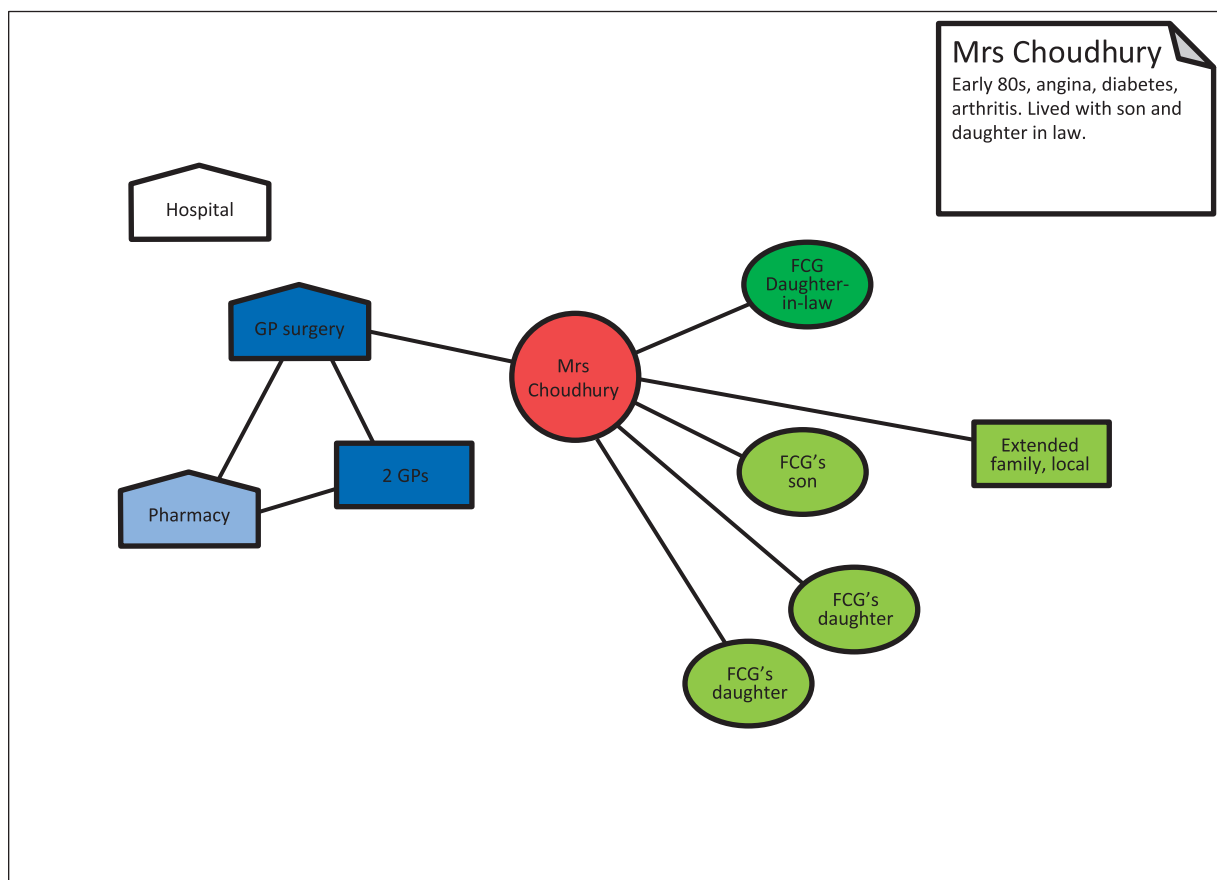 Mrs Choudhury
Early 80s, angina, diabetes,
arthritis. Lived with son and
daughter in law.
Hospital
FCG
Daughter-
in-law
GP surgery
Mrs
Choudhury
Extended
family, local
FCG’s
son
2 GPs
Pharmacy
FCG’s
daughter
FCG’s
daughter